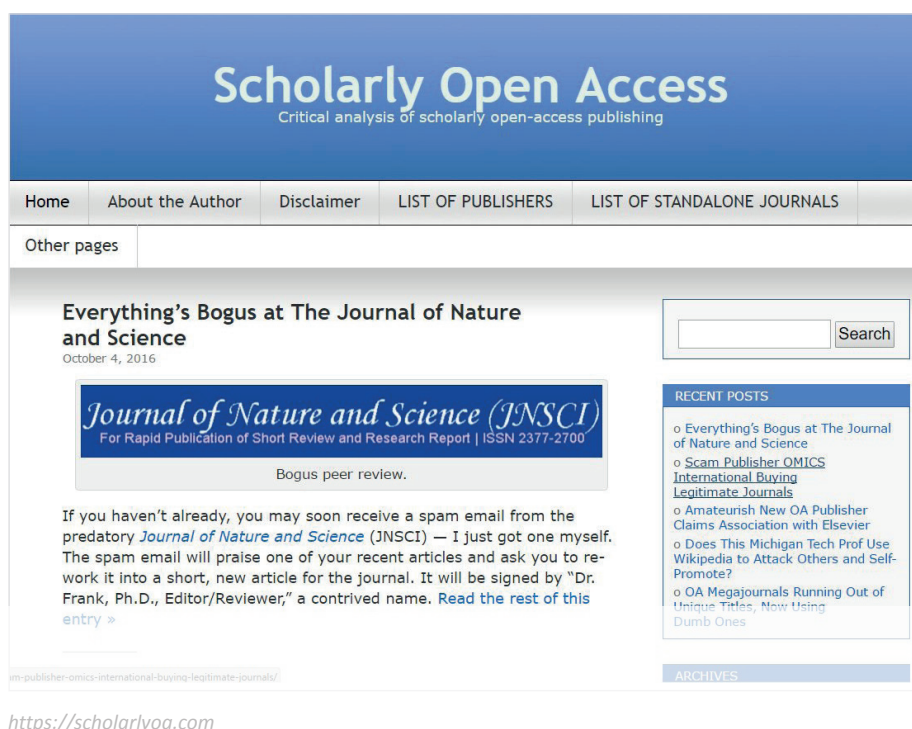 Scholarly Open Access
Critical analysis of scholarly open-access publishing
Home About the Author Disclaimer LIST OF PUBLISHERS LIST OF STANDALONE JOURNALS
Other pages
Everything's Bogus at The Journal of Nature
and Science
October 4, 2016
Journal of Nature and Science (JNSCI)
For Rapid Publication of Short Review and Research Report | ISSN 2377-2700
Bogus peer review.
If you haven't already, you may soon receive a spam email from the
predatory Journal of Nature and Science (JNSCI) — I just got one myself.
The spam email will praise one of your recent articles and ask you to re-
work it into a short, new article for the journal. It will be signed by "Dr.
Frank, Ph.D., Editor/Reviewer," a contrived name. Read the rest of this
entry »
Search
RECENT POSTS
o Everything's Bogus at The Journal
of Nature and Science
o Scam Publisher OMICS
International Buying
Legitimate Journals
o Amateurish New OA Publisher
Claims Association with Elsevier
o Does This Michigan Tech Prof Use
Wikipedia to Attack Others and Self-
Promote?
o OA Megajournals Running Out of
Unique Titles, Now Using
Dumb Ones
ARCHIVES
am-publisher-omics-international-buying-legitimate-journals/
https://scholarlyoa.com